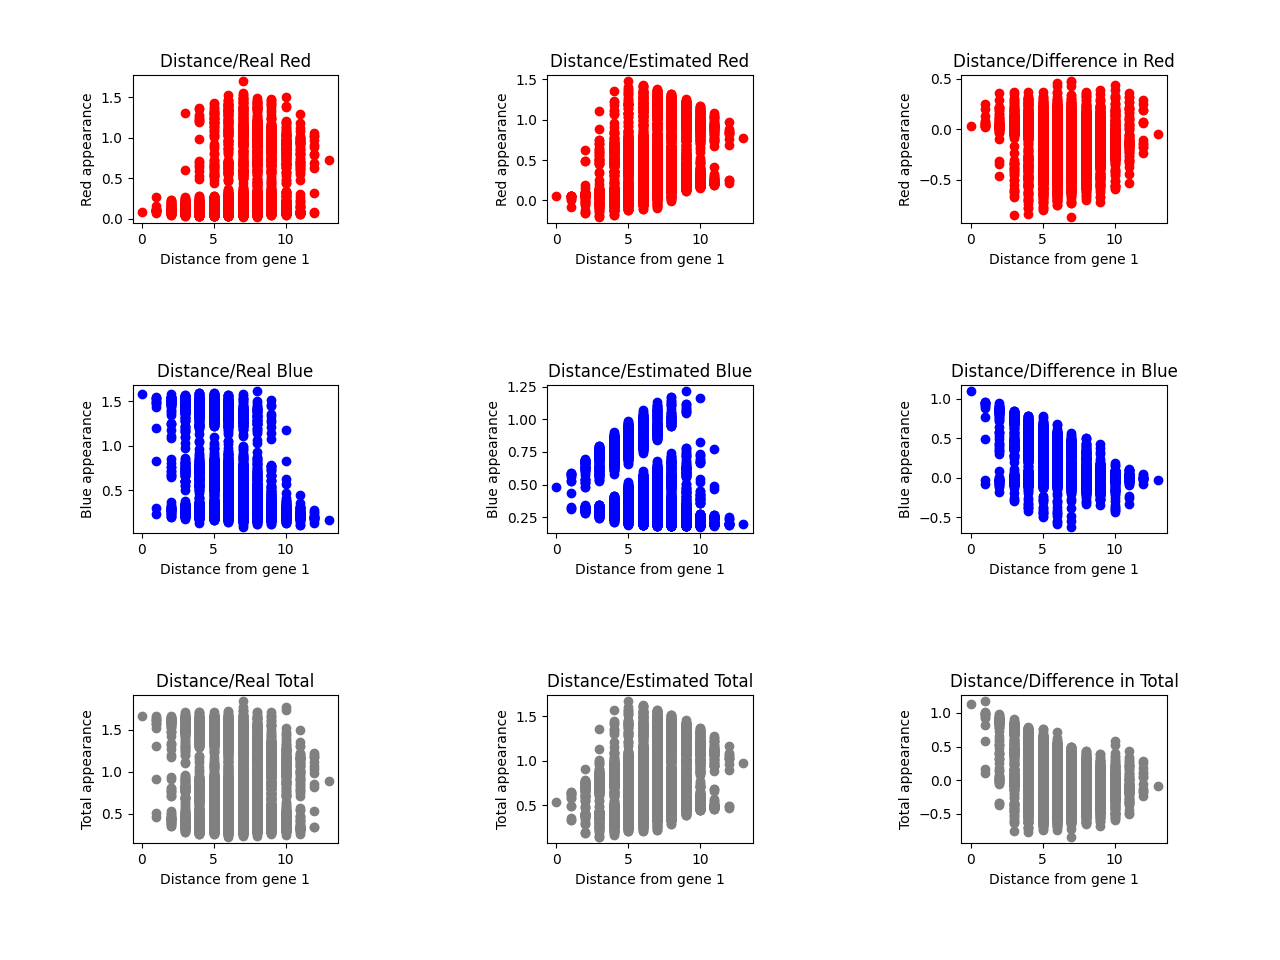 Distance/Real Red
Red appearance
1.5
1.0
0.5
0.0
0 5 10
Distance from gene 1
Distance/Estimated Red
Red appearance
1.5
1.0
0.5
0.0
0 5 10
Distance from gene 1
Distance/Difference in Red
Red appearance
0.5
0.0
−0.5
0 5 10
Distance from gene 1
Distance/Real Blue
Blue appearance
1.5
1.0
0.5
0 5 10
Distance from gene 1
Distance/Estimated Blue
Blue appearance
1.25
1.00
0.75
0.50
0.25
0 5 10
Distance from gene 1
Distance/Difference in Blue
Blue appearance
1.0
0.5
0.0
−0.5
0 5 10
Distance from gene 1
Distance/Real Total
Total appearance
1.5
1.0
0.5
0 5 10
Distance from gene 1
Distance/Estimated Total
Total appearance
1.5
1.0
0.5
0 5 10
Distance from gene 1
Distance/Difference in Total
Total appearance
1.0
0.5
0.0
−0.5
0 5 10
Distance from gene 1